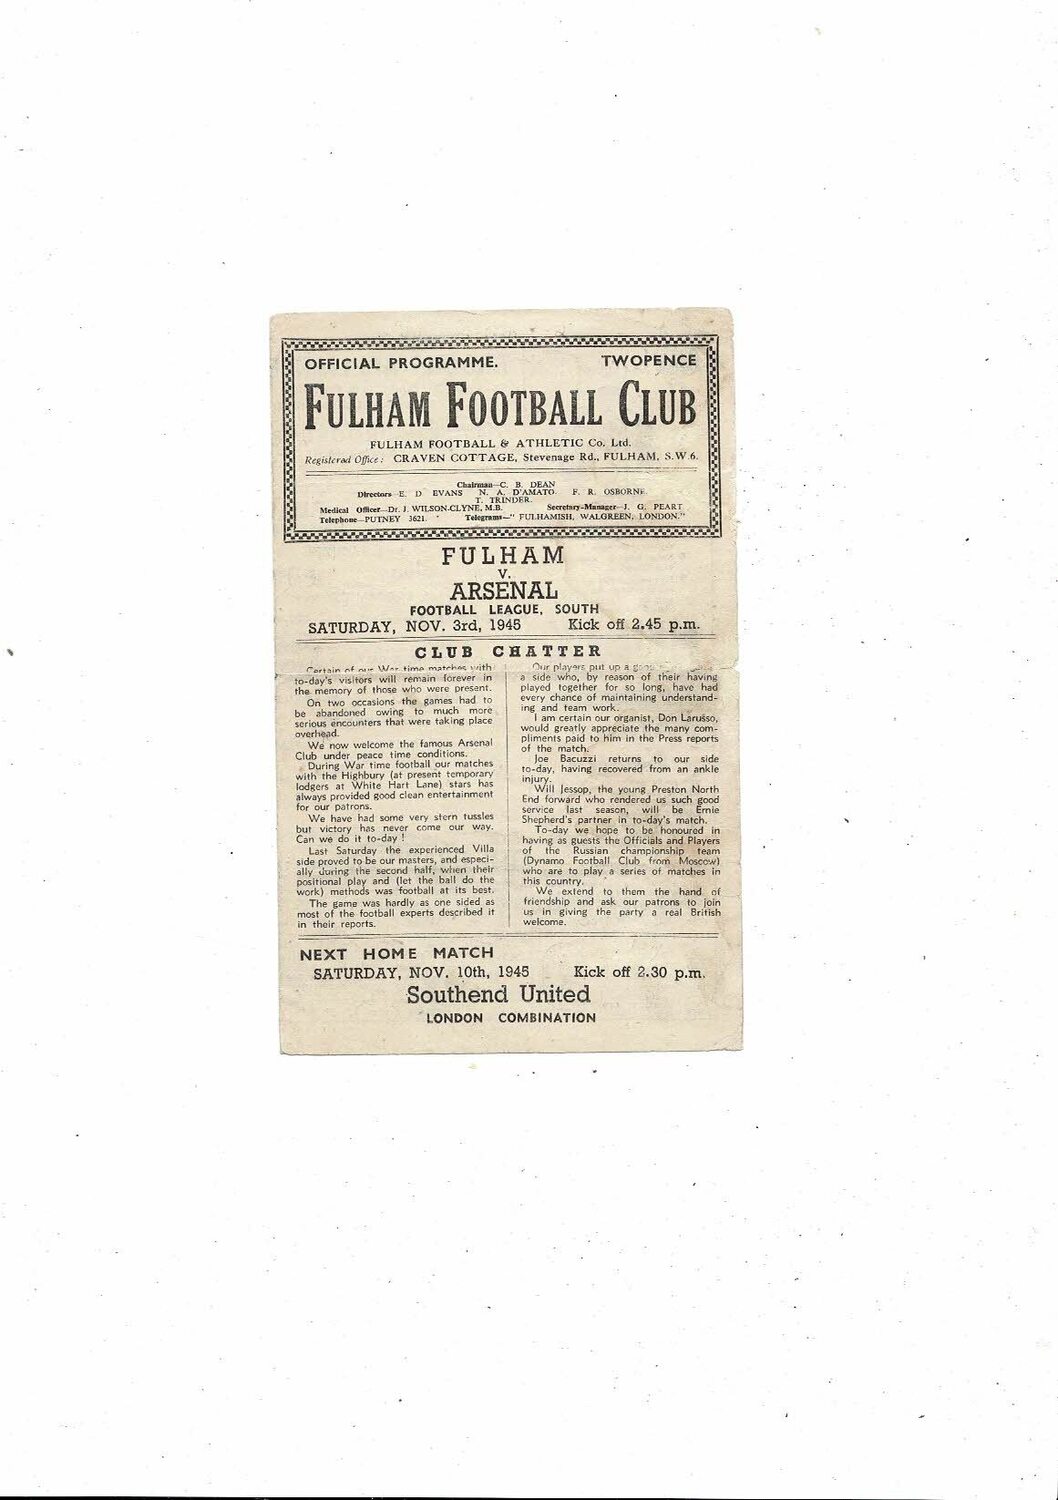 OFFICIAL PROGRAMME. TWOPENCE
FULHAM FOOTBALL CLUB
FULHAM FOOTBALL & ATHLETIC Co. Ltd.
Registered Office: CRAVEN COTTAGE, Stevenage Rd., FULHAM, S.W.6.
Chairman—C. B. DEAN
Directors—E. D EVANS N. A. D'AMATO. F. R. OSBORNE.
T. TRINDER.
Medical Officer—Dr. J. WILSON-CLYNE, M.B. Secretary-Manager—J. G. PEART
Telephone—PUTNEY 3621. Telegrams—" FULHAMISH, WALGREEN, LONDON."
FULHAM
v.
ARSENAL
FOOTBALL LEAGUE, SOUTH
SATURDAY, NOV. 3rd, 1945 Kick off 2.45 p.m.
CLUB CHATTER
Certain of our War time matches with
to-day's visitors will remain forever in
the memory of those who were present.
On two occasions the games had to
be abandoned owing to much more
serious encounters that were taking place
overhead.
We now welcome the famous Arsenal
Club under peace time conditions.
During War time football our matches
with the Highbury (at present temporary
lodgers at White Hart Lane) stars has
always provided good clean entertainment
for our patrons.
We have had some very stern tussles
but victory has never come our way.
Can we do it to-day !
Last Saturday the experienced Villa
side proved to be our masters, and especi-
ally during the second half, when their
positional play and (let the ball do the
work) methods was football at its best.
The game was hardly as one sided as
most of the football experts described it
in their reports.
Our players put up a
a side who, by reason of their having
played together for so long, have had
every chance of maintaining understand-
ing and team work.
I am certain our organist, Don Larusso,
would greatly appreciate the many com-
pliments paid to him in the Press reports
of the match.
Joe Bacuzzi returns to our side
to-day, having recovered from an ankle
injury.
Will Jessop, the young Preston North
End forward who rendered us such good
service last season, will be Ernie
Shepherd's partner in to-day's match.
To-day we hope to be honoured in
having as guests the Officials and Players
of the Russian championship team
(Dynamo Football Club from Moscow)
who are to play a series of matches in
this country.
We extend to them the hand of
friendship and ask our patrons to join
us in giving the party a real British
welcome.
NEXT HOME MATCH
SATURDAY, NOV. 10th, 1945 Kick off 2.30 p.m.
Southend United
LONDON COMBINATION